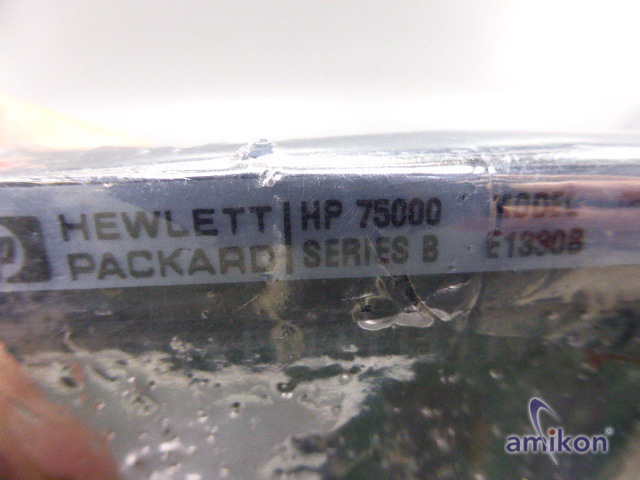 HEWLETT
PACKARD
HP 75000
SERIES B
MODEL
E1330B
amikon®